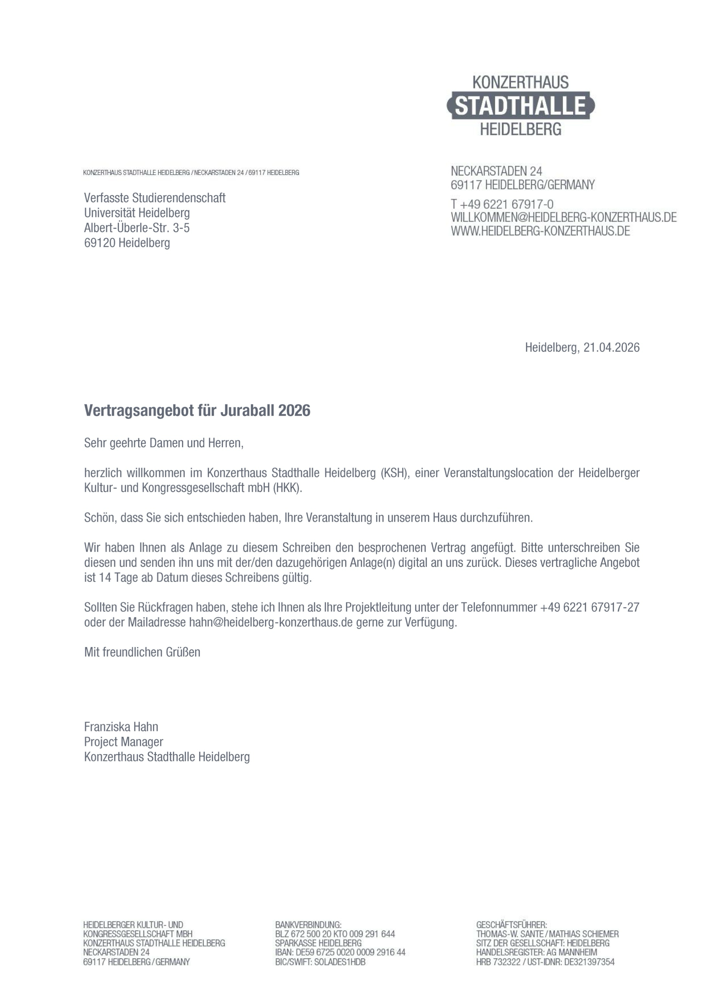 KONZERTHAUS
STADTHALLE
HEIDELBERG
KONZERTHAUS STADTHALLE HEIDELBERG / NECKARSTADEN 24 / 69117 HEIDELBERG
Verfasste Studierendenschaft
Universität Heidelberg
Albert-Überle-Str. 3-5
69120 Heidelberg
NECKARSTADEN 24
69117 HEIDELBERG/GERMANY
T +49 6221 67917-0
WILLKOMMEN@HEIDELBERG-KONZERTHAUS.DE
WWW.HEIDELBERG-KONZERTHAUS.DE
Heidelberg, 21.04.2026
Vertragsangebot für Juraball 2026
Sehr geehrte Damen und Herren,
herzlich willkommen im Konzerthaus Stadthalle Heidelberg (KSH), einer Veranstaltungslocation der Heidelberger
Kultur- und Kongressgesellschaft mbH (HKK).
Schön, dass Sie sich entschieden haben, Ihre Veranstaltung in unserem Haus durchzuführen.
Wir haben Ihnen als Anlage zu diesem Schreiben den besprochenen Vertrag angefügt. Bitte unterschreiben Sie
diesen und senden ihn uns mit der/den dazugehörigen Anlage(n) digital an uns zurück. Dieses vertragliche Angebot
ist 14 Tage ab Datum dieses Schreibens gültig.
Sollten Sie Rückfragen haben, stehe ich Ihnen als Ihre Projektleitung unter der Telefonnummer +49 6221 67917-27
oder der Mailadresse hahn@heidelberg-konzerthaus.de gerne zur Verfügung.
Mit freundlichen Grüßen
Franziska Hahn
Project Manager
Konzerthaus Stadthalle Heidelberg
HEIDELBERGER KULTUR- UND
KONGRESSGESELLSCHAFT MBH
KONZERTHAUS STADTHALLE HEIDELBERG
NECKARSTADEN 24
69117 HEIDELBERG / GERMANY
BANKVERBINDUNG:
BLZ 672 500 20 KTO 009 291 644
SPARKASSE HEIDELBERG
IBAN: DE59 6725 0020 0009 2916 44
BIC/SWIFT: SOLADES1HDB
GESCHÄFTSFÜHRER:
THOMAS-W. SANTE / MATHIAS SCHIEMER
SITZ DER GESELLSCHAFT: HEIDELBERG
HANDELSREGISTER: AG MANNHEIM
HRB 732322 / UST-IDNR: DE321397354